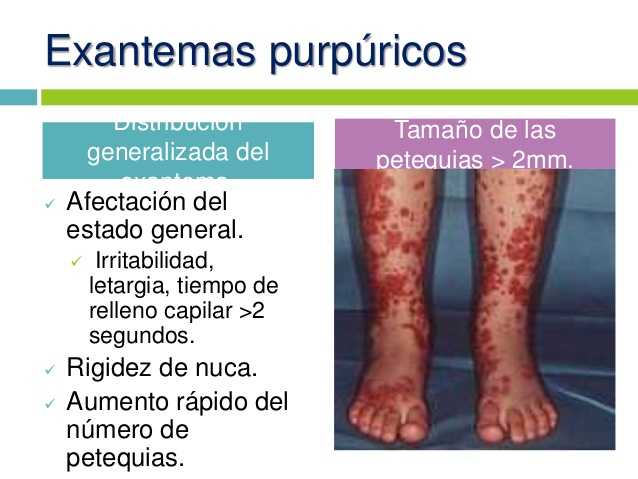 Exantemas purpúricos
Distribución
generalizada del
exantema
Tamaño de las
petequias > 2mm.
Afectación del
estado general.
Irritabilidad,
letargia, tiempo de
relleno capilar >2
segundos.
Rigidez de nuca.
Aumento rápido del
número de
petequias.